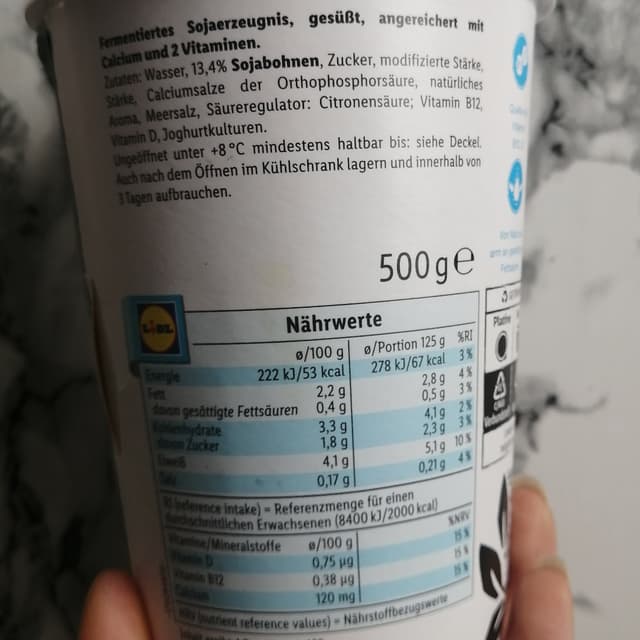 Fermentiertes Sojaerzeugnis, gesüßt, angereichert mit
Calcium und 2 Vitaminen.
Zutaten: Wasser, 13,4% Sojabohnen, Zucker, modifizierte Stärke,
Stärke, Calciumsalze der Orthophosphorsäure, natürliches
Aroma, Meersalz, Säureregulator: Citronensäure; Vitamin B12,
Vitamin D, Joghurtkulturen.
Ungeöffnet unter +8°C mindestens haltbar bis: siehe Deckel.
Auch nach dem Öffnen im Kühlschrank lagern und innerhalb von
3 Tagen aufbrauchen.
500g℮
LIDL
Nährwerte
ø/100 g ø/Portion 125 g %RI
Energie 222 kJ/53 kcal 278 kJ/67 kcal 3%
Fett 2,2 g 2,8 g 4%
davon gesättigte Fettsäuren 0,4 g 0,5 g 3%
Kohlenhydrate 3,3 g 4,1 g 2%
davon Zucker 1,8 g 2,3 g 3%
Eiweiß 4,1 g 5,1 g 10%
Salz 0,17 g 0,21 g 4%
RI (reference intake) = Referenzmenge für einen
durchschnittlichen Erwachsenen (8400 kJ/2000 kcal)
Vitamine/Mineralstoffe ø/100 g %NRV
Vitamin D 0,75 µg 15%
Vitamin B12 0,38 µg 15%
Calcium 120 mg 15%
NRV (nutrient reference values) = Nährstoffbezugswerte